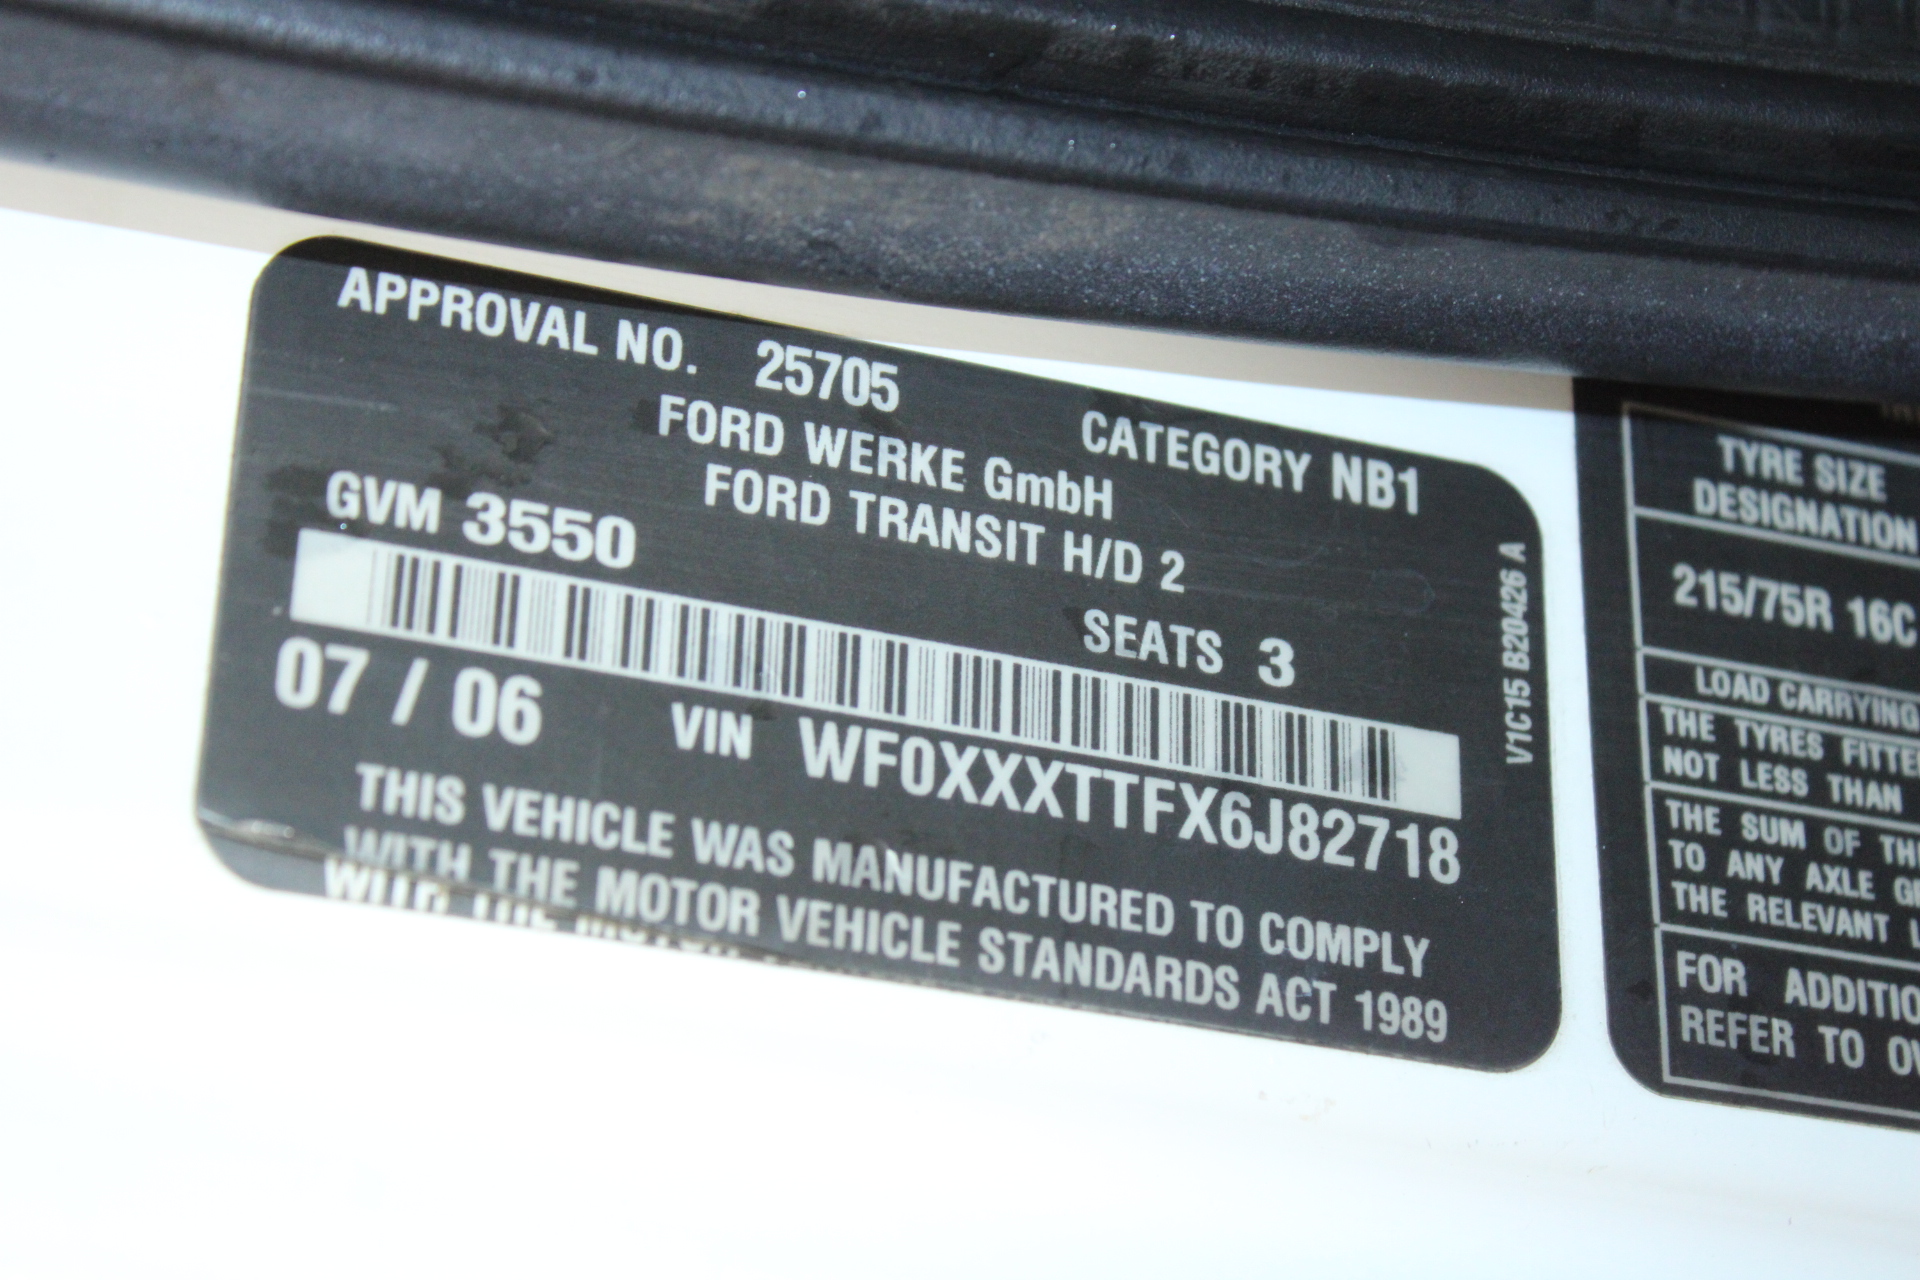 APPROVAL NO. 25705
CATEGORY NB1
FORD WERKE GmbH
FORD TRANSIT H/D 2
GVM 3550
SEATS 3
07 / 06 VIN WF0XXXTTFX6J82718
THIS VEHICLE WAS MANUFACTURED TO COMPLY
WITH THE MOTOR VEHICLE STANDARDS ACT 1989
V1C15 B20426 A
TYRE SIZE
DESIGNATION
215/75R 16C
LOAD CARRYING
THE TYRES FITTE
NOT LESS THAN
THE SUM OF TH
TO ANY AXLE G
THE RELEVANT L
FOR ADDITIO
REFER TO O